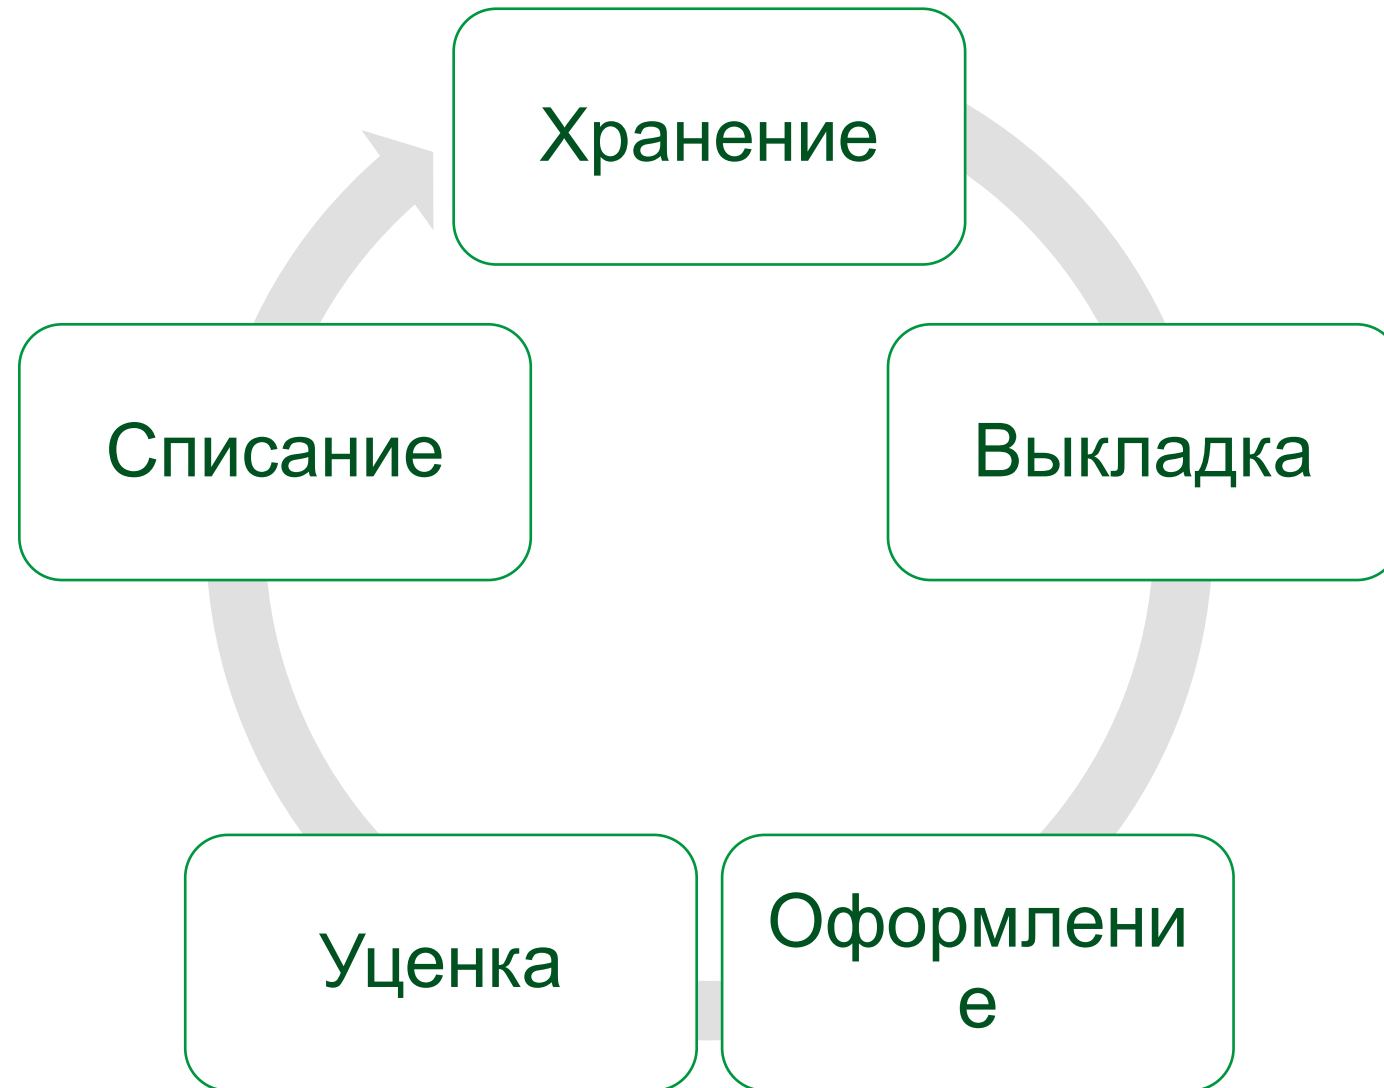 Хранение
Выкладка
Оформлени
е
Уценка
Списание